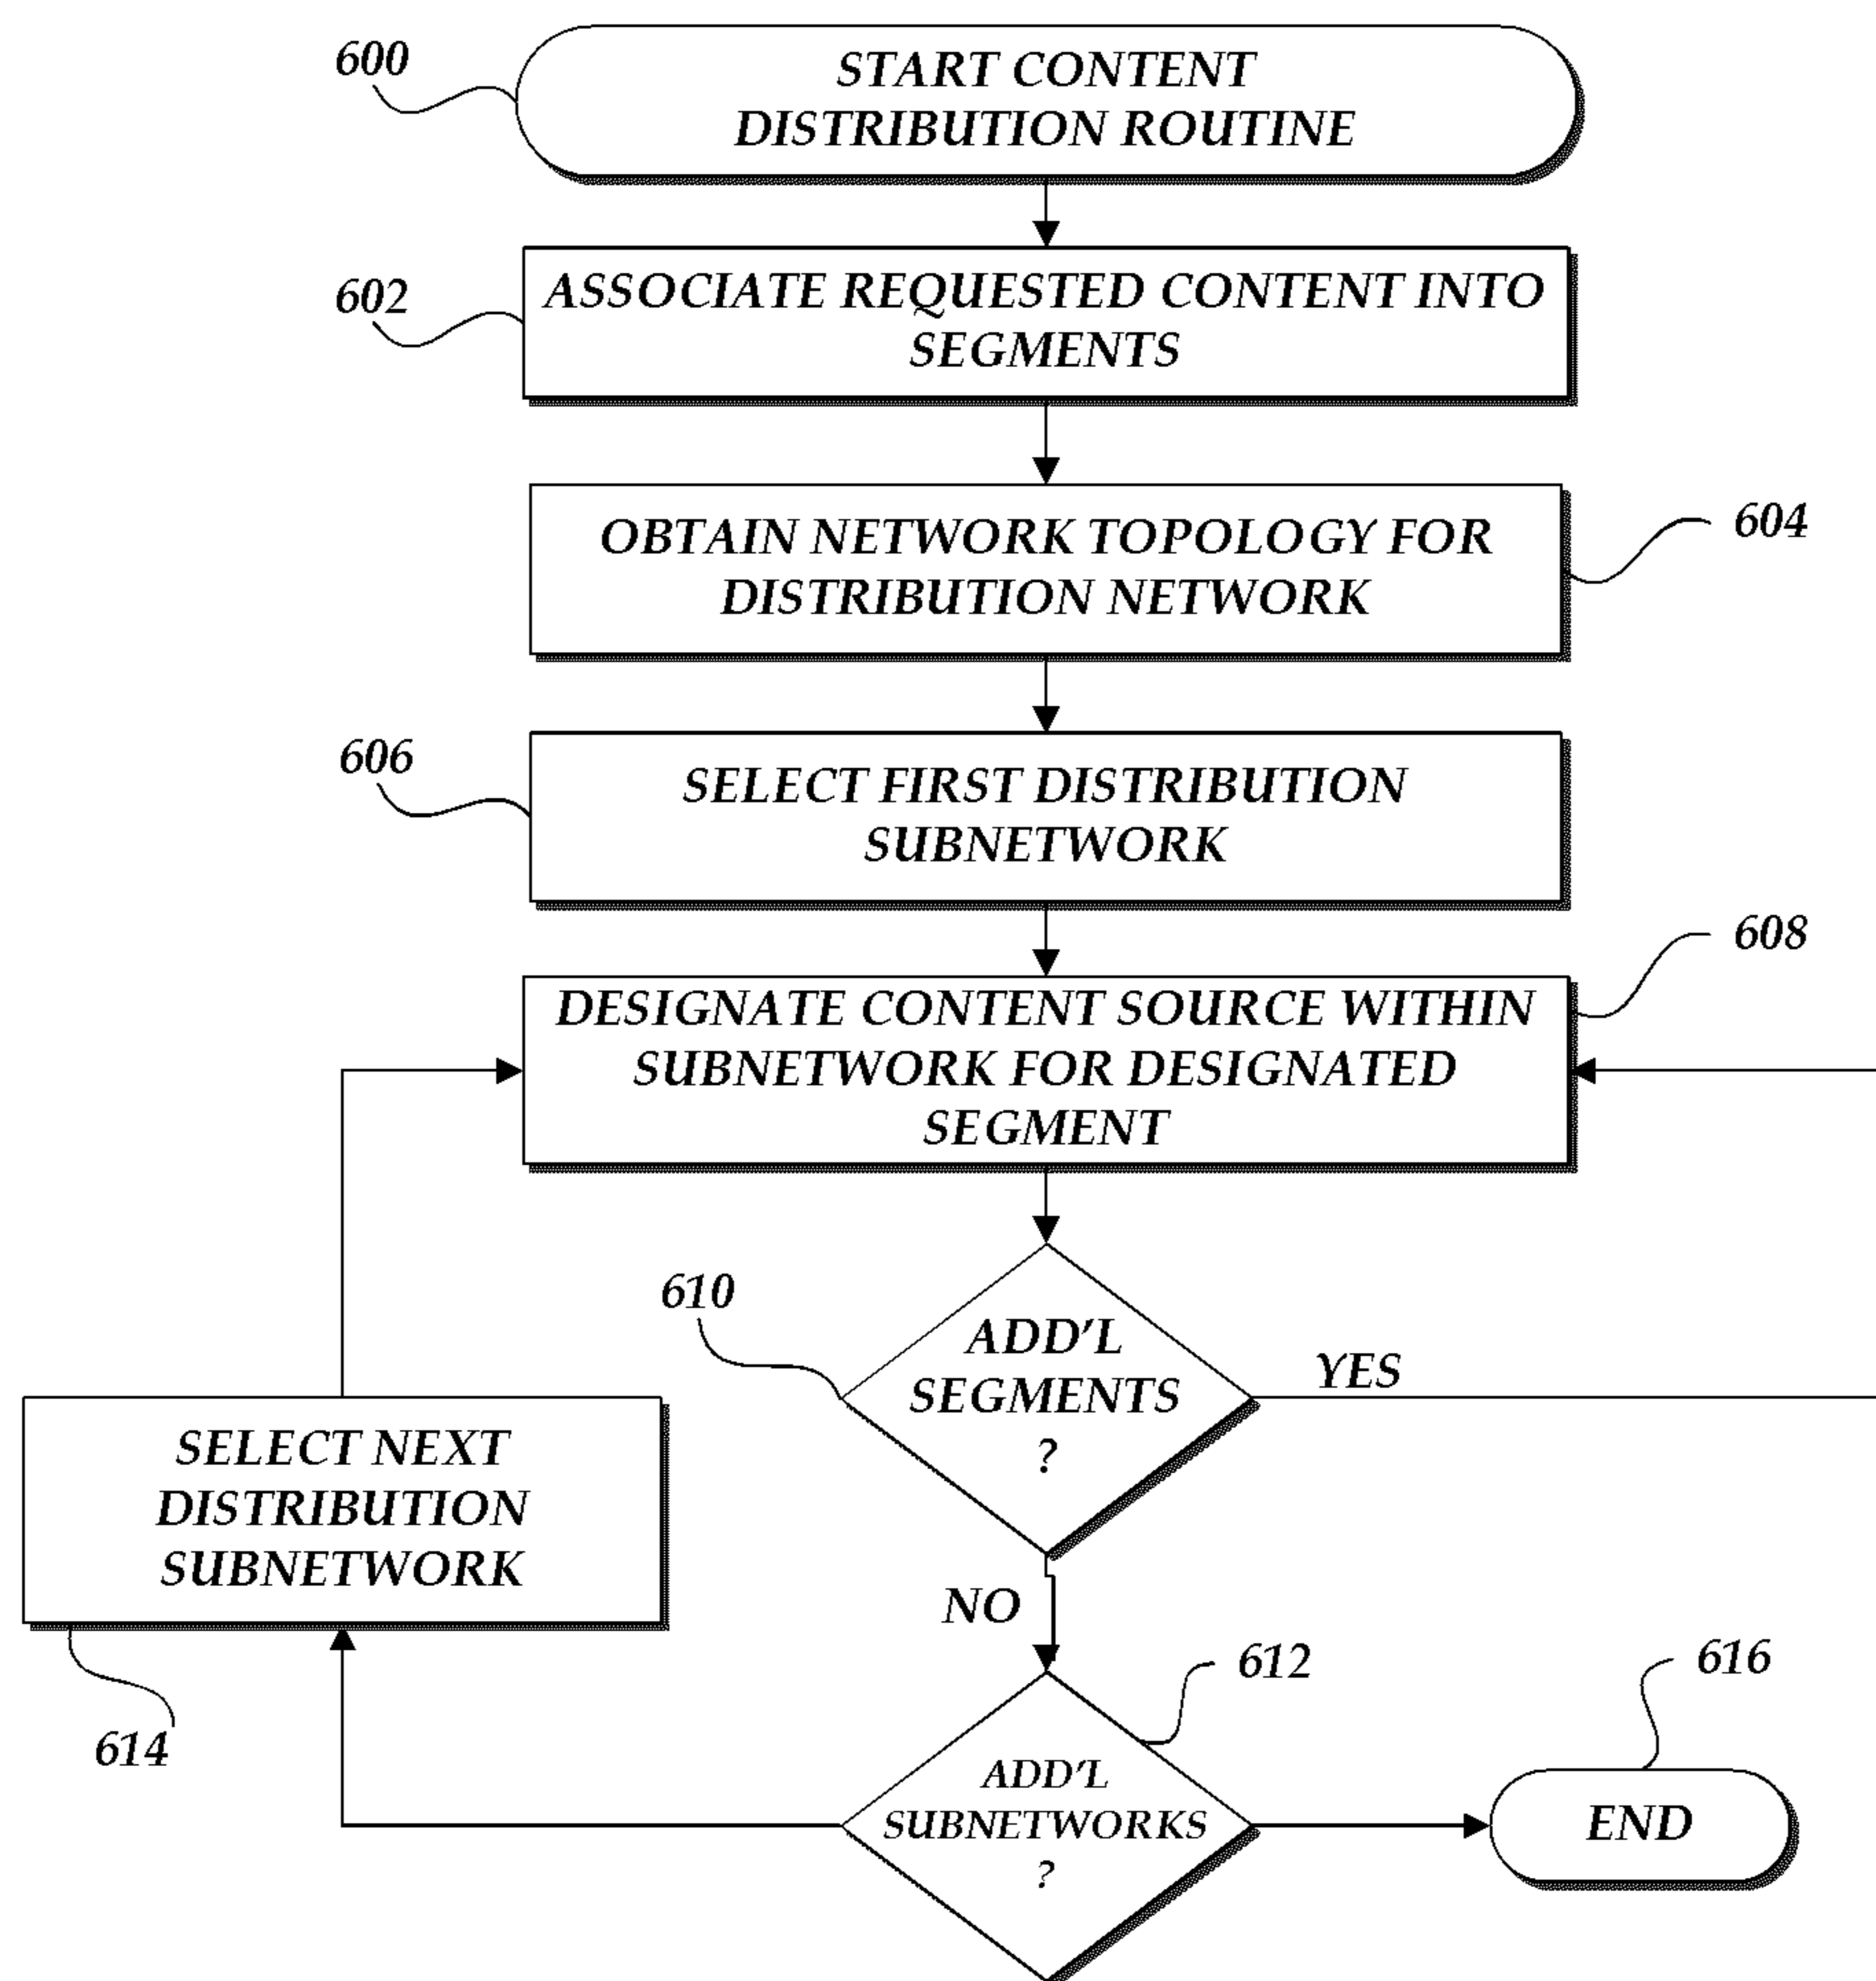 600
START CONTENT
DISTRIBUTION ROUTINE
602
ASSOCIATE REQUESTED CONTENT INTO
SEGMENTS
OBTAIN NETWORK TOPOLOGY FOR
DISTRIBUTION NETWORK
604
606
SELECT FIRST DISTRIBUTION
SUBNETWORK
608
DESIGNATE CONTENT SOURCE WITHIN
SUBNETWORK FOR DESIGNATED
SEGMENT
610
ADD'L
SEGMENTS
?
YES
SELECT NEXT
DISTRIBUTION
SUBNETWORK
614
NO
612
ADD'L
SUBNETWORKS
?
616
END